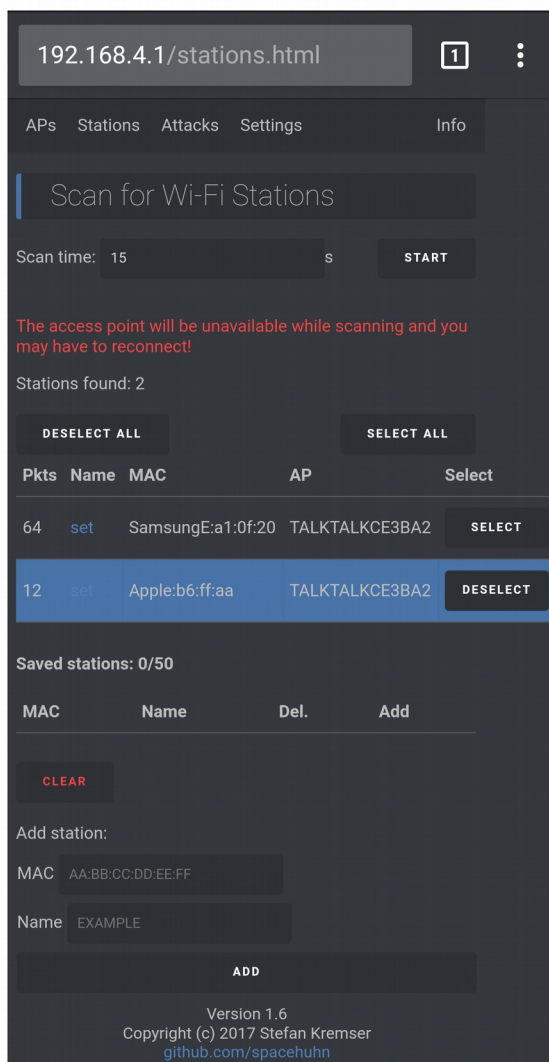 192.168.4.1/stations.html 1
APs Stations Attacks Settings Info
Scan for Wi-Fi Stations
Scan time: 15 s START
The access point will be unavailable while scanning and you
may have to reconnect!
Stations found: 2
DESELECT ALL SELECT ALL
Pkts Name MAC AP Select
64 set SamsungE:a1:0f:20 TALKTALKCE3BA2 SELECT
12 set Apple:b6:ff:aa TALKTALKCE3BA2 DESELECT
Saved stations: 0/50
MAC Name Del. Add
CLEAR
Add station:
MAC AA:BB:CC:DD:EE:FF
Name EXAMPLE
ADD
Version 1.6
Copyright (c) 2017 Stefan Kremser
github.com/spacehuhn